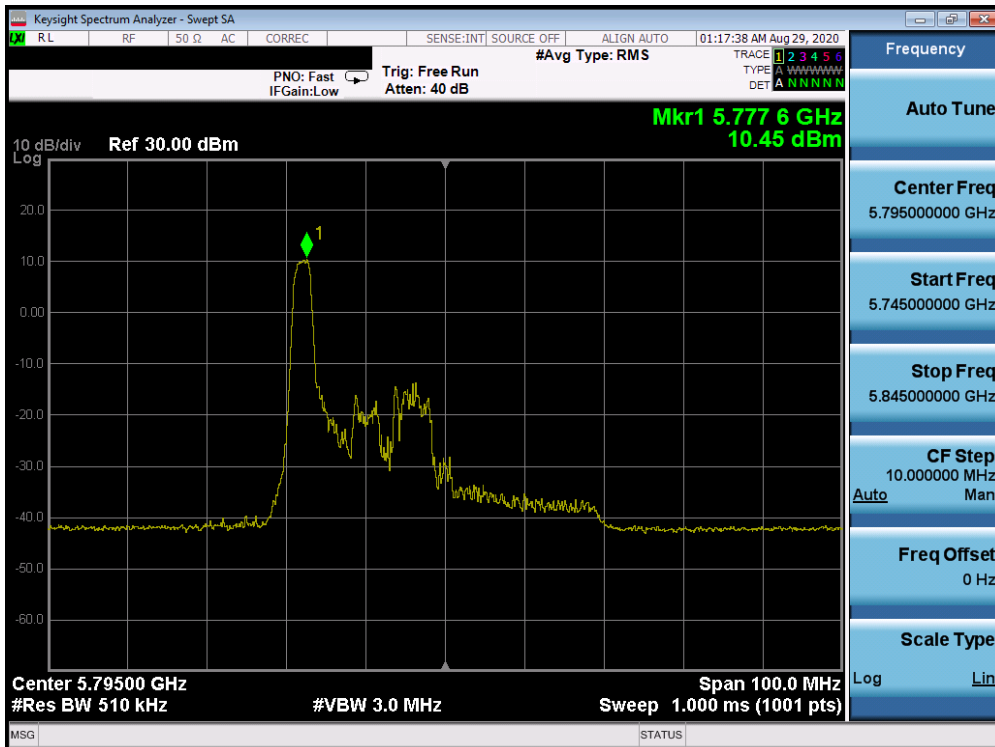 Keysight Spectrum Analyzer - Swept SA
LXI RL RF 50 Ω AC CORREC SENSE:INT SOURCE OFF ALIGN AUTO 01:17:38 AM Aug 29, 2020
PNO: Fast
IFGain:Low
Trig: Free Run
Atten: 40 dB
#Avg Type: RMS
TRACE 1 2 3 4 5 6
TYPE A WWWWW
DET A N N N N N
Mkr1 5.777 6 GHz
10.45 dBm
10 dB/div Ref 30.00 dBm
Log
1
20.0
10.0
0.00
-10.0
-20.0
-30.0
-40.0
-50.0
-60.0
Center 5.79500 GHz Span 100.0 MHz
#Res BW 510 kHz #VBW 3.0 MHz Sweep 1.000 ms (1001 pts)
MSG STATUS
Frequency
Auto Tune
Center Freq
5.795000000 GHz
Start Freq
5.745000000 GHz
Stop Freq
5.845000000 GHz
CF Step
10.000000 MHz
Auto Man
Freq Offset
0 Hz
Scale Type
Log Lin